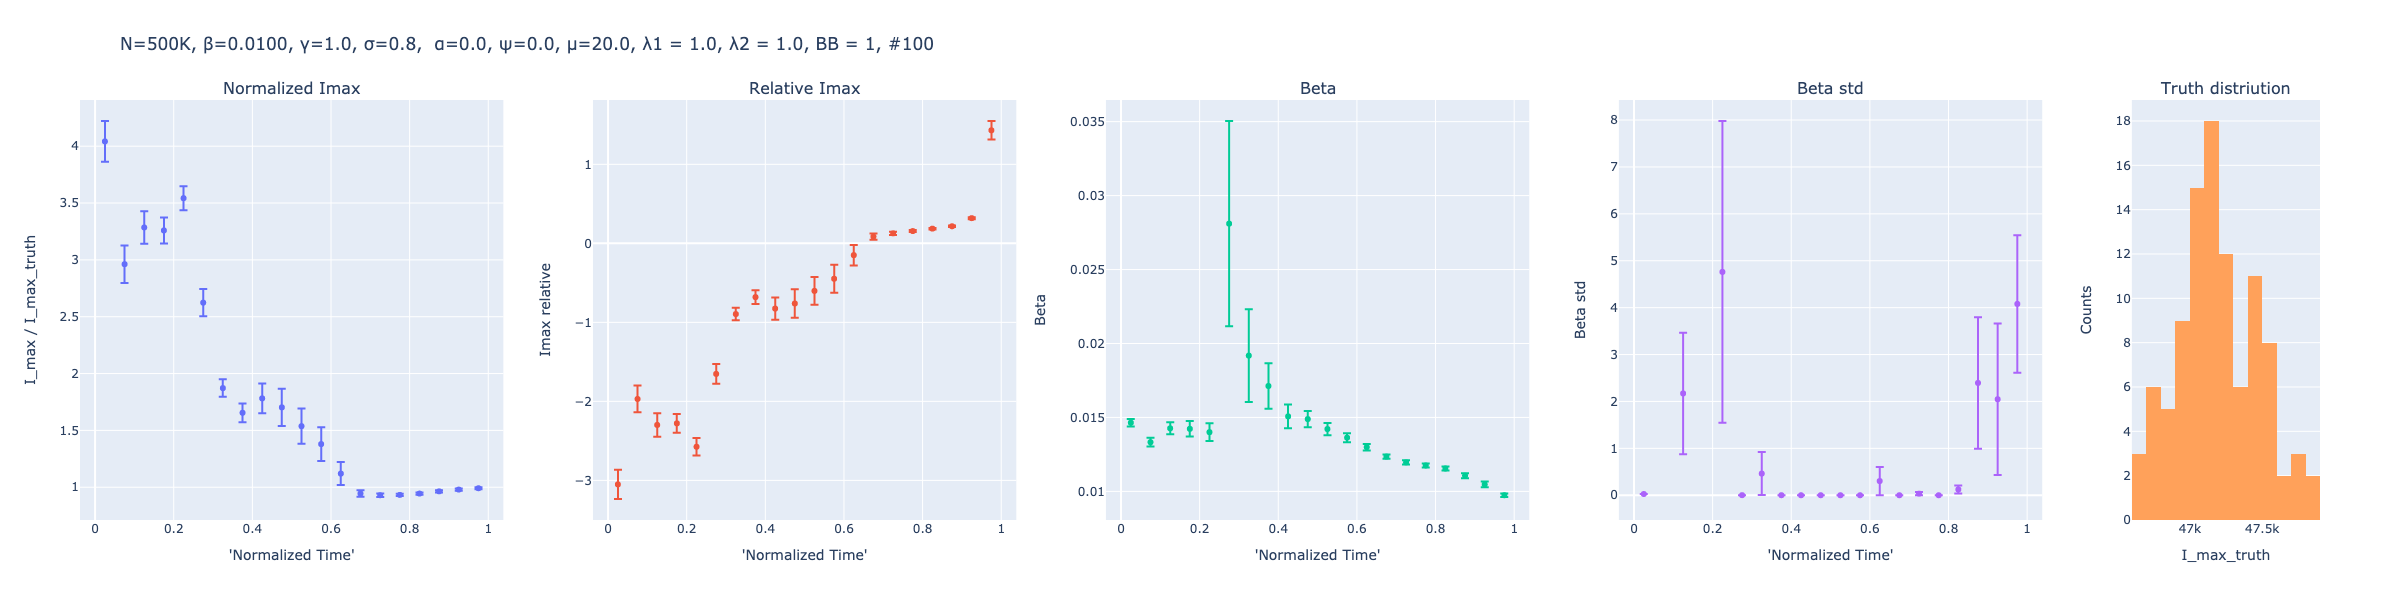 N=500K, β=0.0100, γ=1.0, σ=0.8, α=0.0, ψ=0.0, μ=20.0, λ1 = 1.0, λ2 = 1.0, BB = 1, #100
Normalized Imax
I_max / I_max_truth
4
3.5
3
2.5
2
1.5
1
0 0.2 0.4 0.6 0.8 1
'Normalized Time'
Relative Imax
Imax relative
1
0
−1
−2
−3
0 0.2 0.4 0.6 0.8 1
'Normalized Time'
Beta
Beta
0.035
0.03
0.025
0.02
0.015
0.01
0 0.2 0.4 0.6 0.8 1
'Normalized Time'
Beta std
Beta std
8
7
6
5
4
3
2
1
0
0 0.2 0.4 0.6 0.8 1
'Normalized Time'
Truth distriution
Counts
18
16
14
12
10
8
6
4
2
0
47k 47.5k
I_max_truth